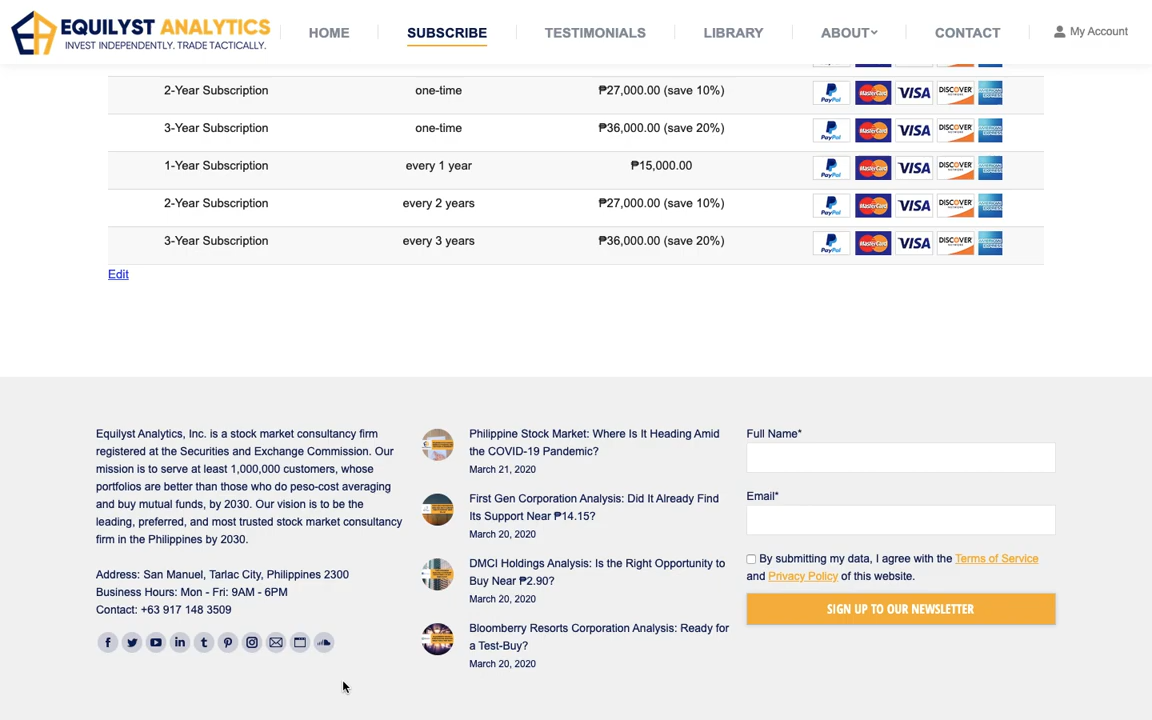 EQUILYST ANALYTICS
INVEST INDEPENDENTLY. TRADE TACTICALLY.
HOME
SUBSCRIBE
TESTIMONIALS
LIBRARY
ABOUT
CONTACT
My Account
2-Year Subscription one-time ₱27,000.00 (save 10%) PayPal MasterCard VISA DISCOVER
3-Year Subscription one-time ₱36,000.00 (save 20%) PayPal MasterCard VISA DISCOVER
1-Year Subscription every 1 year ₱15,000.00 PayPal MasterCard VISA DISCOVER
2-Year Subscription every 2 years ₱27,000.00 (save 10%) PayPal MasterCard VISA DISCOVER
3-Year Subscription every 3 years ₱36,000.00 (save 20%) PayPal MasterCard VISA DISCOVER
Edit
Equilyst Analytics, Inc. is a stock market consultancy firm
registered at the Securities and Exchange Commission. Our
mission is to serve at least 1,000,000 customers, whose
portfolios are better than those who do peso-cost averaging
and buy mutual funds, by 2030. Our vision is to be the
leading, preferred, and most trusted stock market consultancy
firm in the Philippines by 2030.
Address: San Manuel, Tarlac City, Philippines 2300
Business Hours: Mon - Fri: 9AM - 6PM
Contact: +63 917 148 3509
Philippine Stock Market: Where Is It Heading Amid
the COVID-19 Pandemic?
March 21, 2020
First Gen Corporation Analysis: Did It Already Find
Its Support Near ₱14.15?
March 20, 2020
DMCI Holdings Analysis: Is the Right Opportunity to
Buy Near ₱2.90?
March 20, 2020
Bloomberry Resorts Corporation Analysis: Ready for
a Test-Buy?
March 20, 2020
Full Name*
Email*
By submitting my data, I agree with the Terms of Service
and Privacy Policy of this website.
SIGN UP TO OUR NEWSLETTER